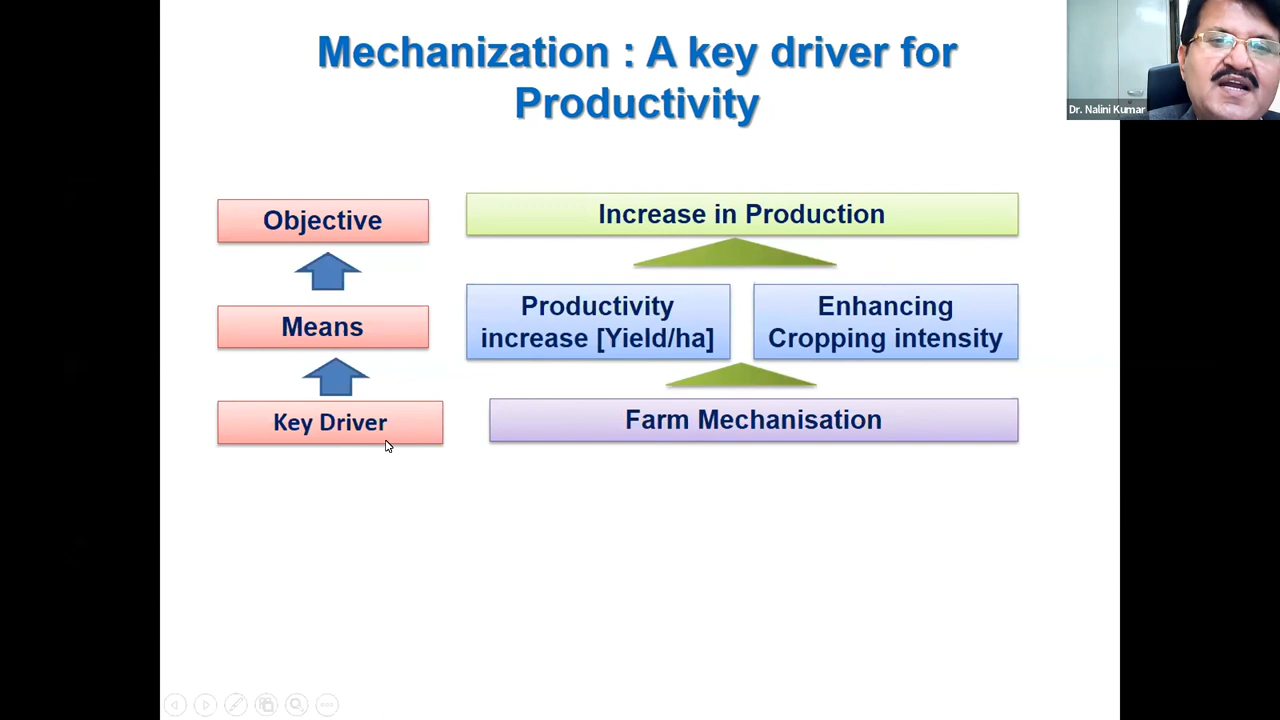 Mechanization : A key driver for
Productivity
Dr. Nalini Kumar
Objective
Increase in Production
Means
Productivity
increase [Yield/ha]
Enhancing
Cropping intensity
Key Driver
Farm Mechanisation